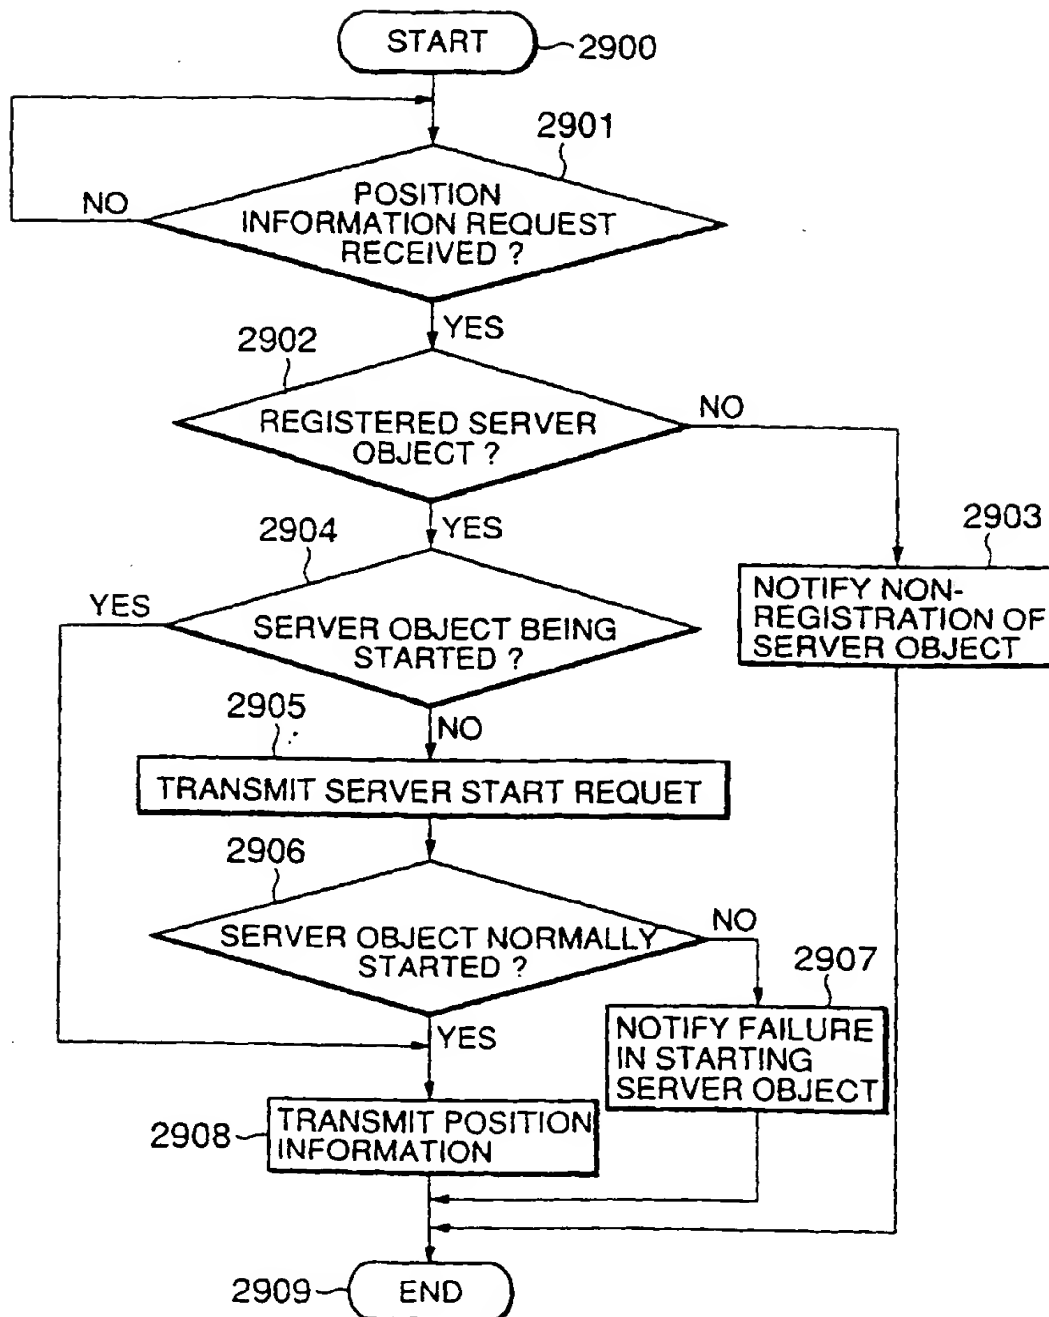 START
2900
2901
NO
POSITION
INFORMATION REQUEST
RECEIVED ?
YES
2902
NO
REGISTERED SERVER
OBJECT ?
YES
2904
2903
YES
NOTIFY NON-
REGISTRATION OF
SERVER OBJECT
SERVER OBJECT BEING
STARTED ?
2905
NO
TRANSMIT SERVER START REQUET
2906
NO
SERVER OBJECT NORMALLY
STARTED ?
2907
YES
NOTIFY FAILURE
IN STARTING
SERVER OBJECT
2908
TRANSMIT POSITION
INFORMATION
2909
END